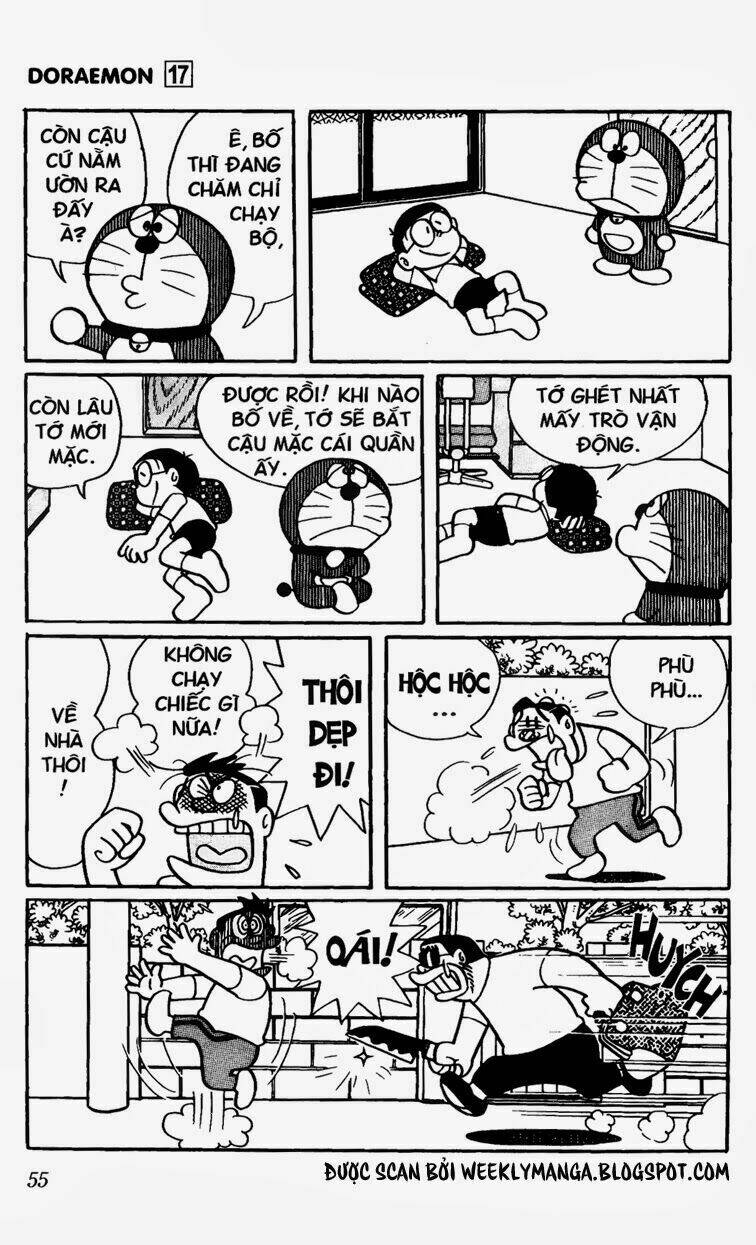 DORAEMON 17
Ê, BỐ
THÌ ĐANG
CHĂM CHỈ
CHẠY
BỘ,
CÒN CẬU
CỨ NẰM
ƯỜN RA
ĐẤY
À?
TỚ GHÉT NHẤT
MẤY TRÒ VẬN
ĐỘNG.
ĐƯỢC RỒI! KHI NÀO
BỐ VỀ, TỚ SẼ BẮT
CẬU MẶC CÁI QUẦN
ẤY.
CÒN LÂU
TỚ MỚI
MẶC.
PHÙ
PHÙ...
HỘC HỘC
...
THÔI
DẸP
ĐI!
KHÔNG
CHẠY
CHIẾC GÌ
NỮA!
VỀ
NHÀ
THÔI
!
HUỴCH
QÁI!
55
ĐƯỢC SCAN BỞI WEEKLYMANGA.BLOGSPOT.COM